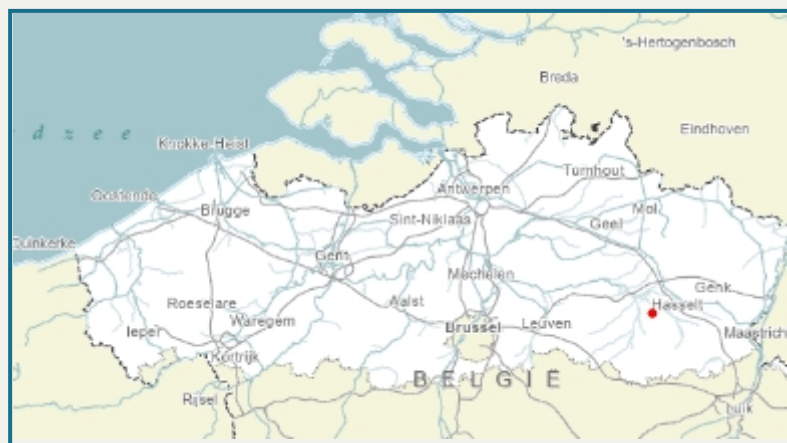 's-Hertogenbosch
Breda
d z e e
Eindhoven
Knokke-Heist
Turnhout
Oostende
Antwerpen
Brugge
Mol
Sint-Niklaas
Geel
Duinkerke
Gent
Mechelen
Genk
Roeselare
Aalst
Hasselt
Ieper
Waregem
Brussel
Leuven
Maastrich
Kortrijk
BELGIË
Rijsel
Luik